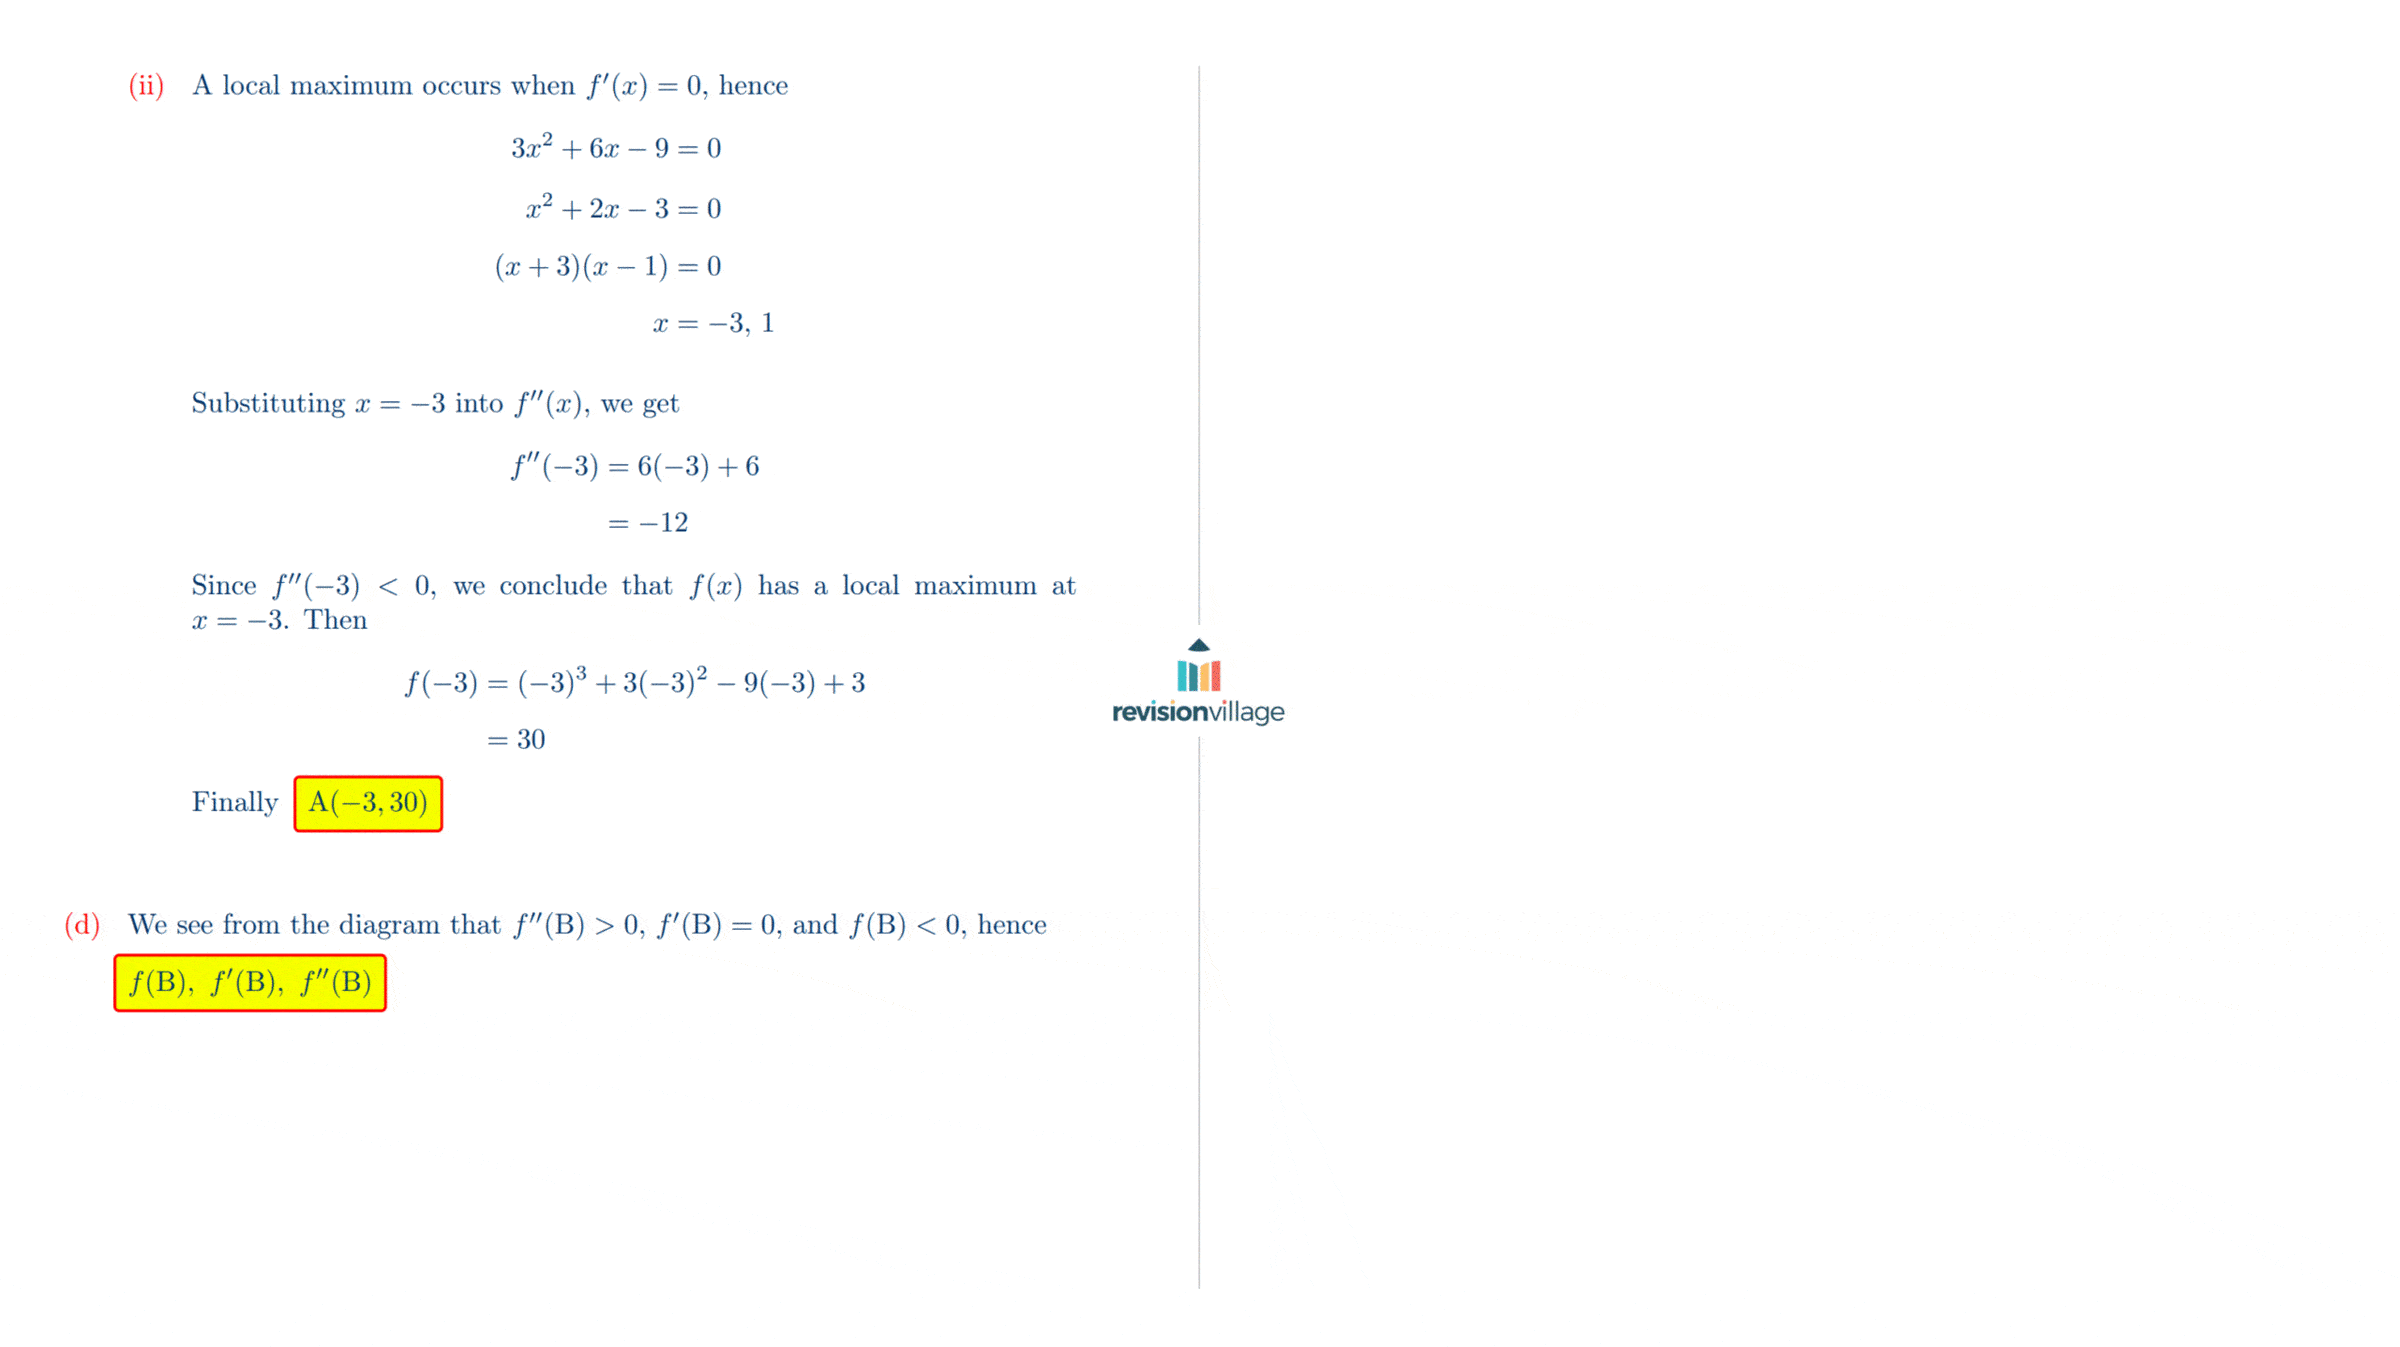 (ii) A local maximum occurs when f′(x) = 0, hence
3x² + 6x − 9 = 0
x² + 2x − 3 = 0
(x + 3)(x − 1) = 0
x = −3, 1
Substituting x = −3 into f″(x), we get
f″(−3) = 6(−3) + 6
= −12
Since f″(−3) < 0, we conclude that f(x) has a local maximum at
x = −3. Then
f(−3) = (−3)³ + 3(−3)² − 9(−3) + 3
= 30
Finally A(−3, 30)
(d) We see from the diagram that f″(B) > 0, f′(B) = 0, and f(B) < 0, hence
f(B), f′(B), f″(B)
revisionvillage